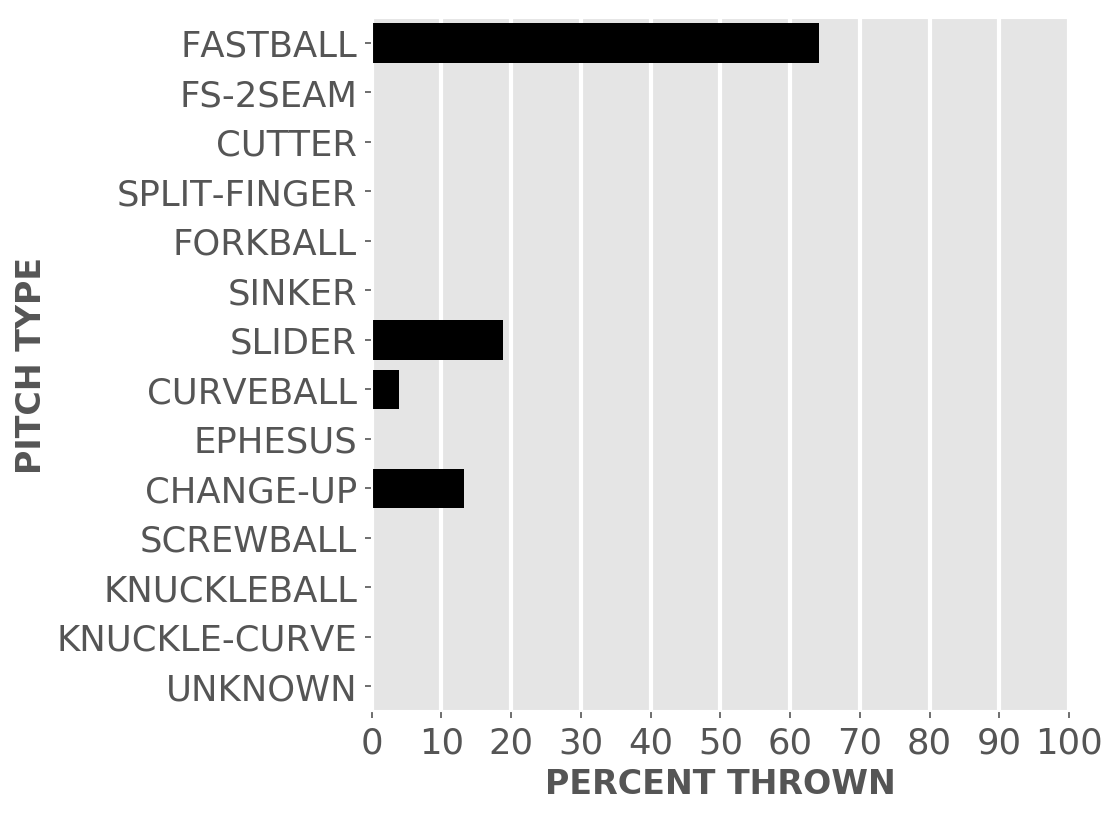 FASTBALL
FS-2SEAM
CUTTER
SPLIT-FINGER
FORKBALL
SINKER
SLIDER
CURVEBALL
EPHESUS
CHANGE-UP
SCREWBALL
KNUCKLEBALL
KNUCKLE-CURVE
UNKNOWN
PITCH TYPE
0 10 20 30 40 50 60 70 80 90 100
PERCENT THROWN